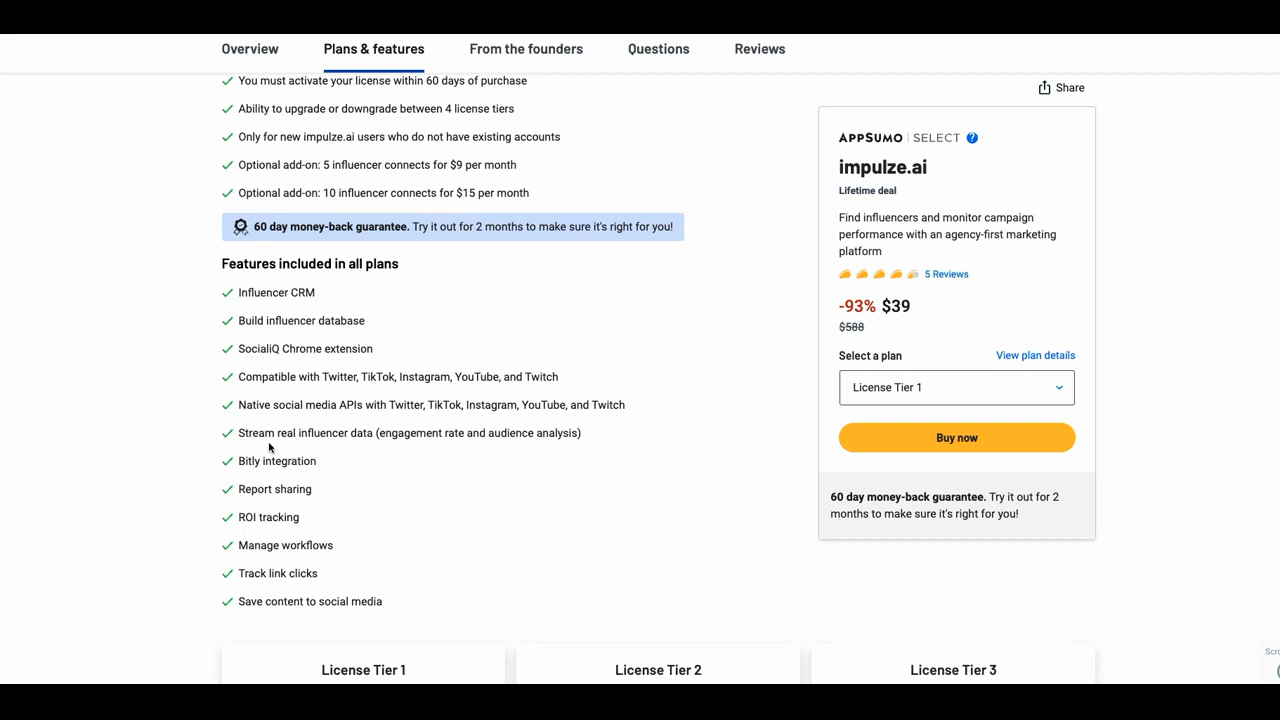 Overview
Plans & features
From the founders
Questions
Reviews
You must activate your license within 60 days of purchase
Ability to upgrade or downgrade between 4 license tiers
Only for new impulze.ai users who do not have existing accounts
Optional add-on: 5 influencer connects for $9 per month
Optional add-on: 10 influencer connects for $15 per month
60 day money-back guarantee. Try it out for 2 months to make sure it's right for you!
Features included in all plans
Influencer CRM
Build influencer database
SocialiQ Chrome extension
Compatible with Twitter, TikTok, Instagram, YouTube, and Twitch
Native social media APIs with Twitter, TikTok, Instagram, YouTube, and Twitch
Stream real influencer data (engagement rate and audience analysis)
Bitly integration
Report sharing
ROI tracking
Manage workflows
Track link clicks
Save content to social media
License Tier 1
License Tier 2
License Tier 3
Share
APPSUMO | SELECT ?
impulze.ai
Lifetime deal
Find influencers and monitor campaign
performance with an agency-first marketing
platform
5 Reviews
-93% $39
$588
Select a plan
View plan details
License Tier 1
Buy now
60 day money-back guarantee. Try it out for 2
months to make sure it's right for you!